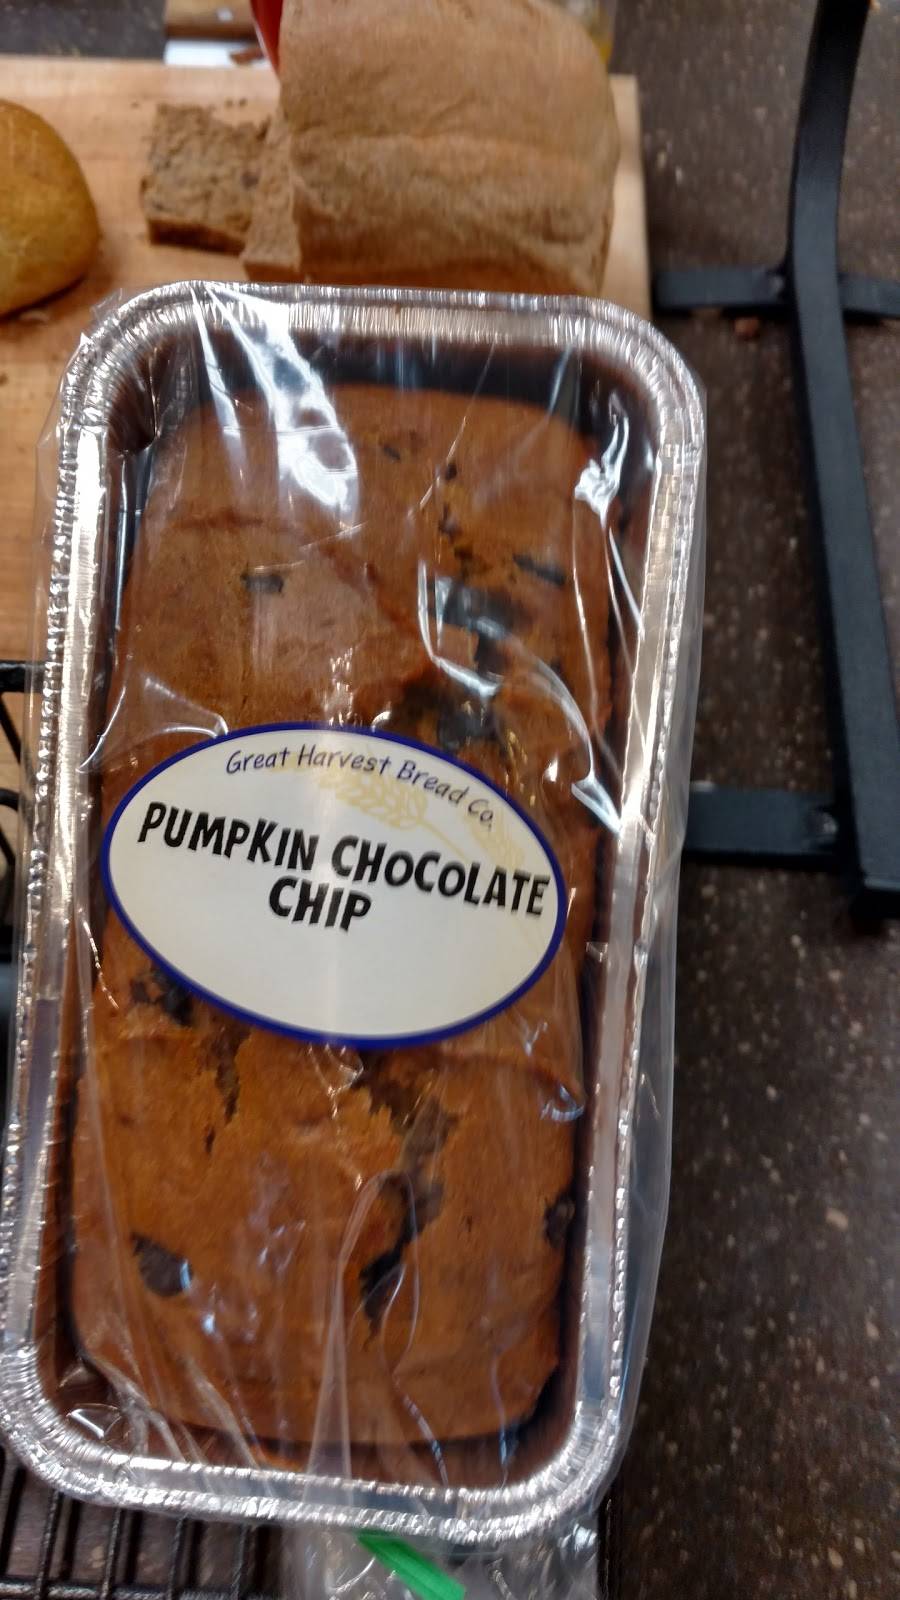 Great Harvest Bread Co.
PUMPKIN CHOCOLATE
CHIP